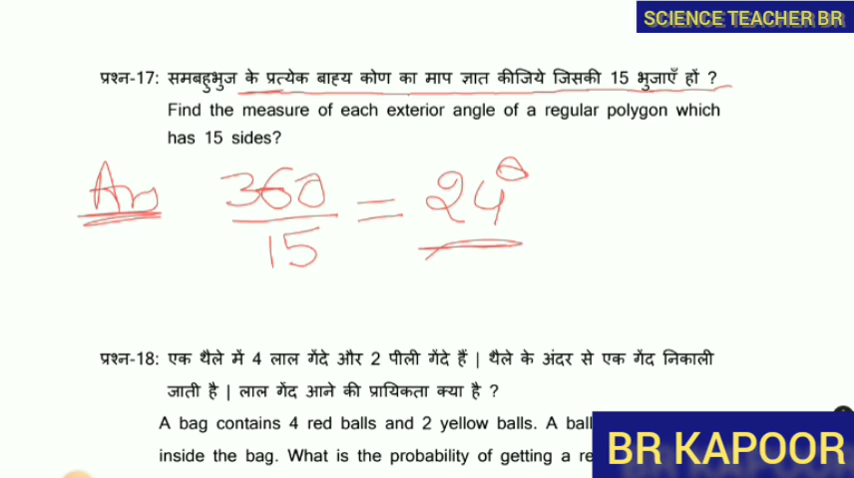 SCIENCE TEACHER BR
प्रश्न-17: समबहुभुज के प्रत्येक बाह्य कोण का माप ज्ञात कीजिये जिसकी 15 भुजाएँ हों ?
Find the measure of each exterior angle of a regular polygon which
has 15 sides?
Ans 360/15 = 24°
प्रश्न-18: एक थैले में 4 लाल गेंदे और 2 पीली गेंदे हैं | थैले के अंदर से एक गेंद निकाली
जाती है | लाल गेंद आने की प्रायिकता क्या है ?
A bag contains 4 red balls and 2 yellow balls. A ball
inside the bag. What is the probability of getting a re
BR KAPOOR